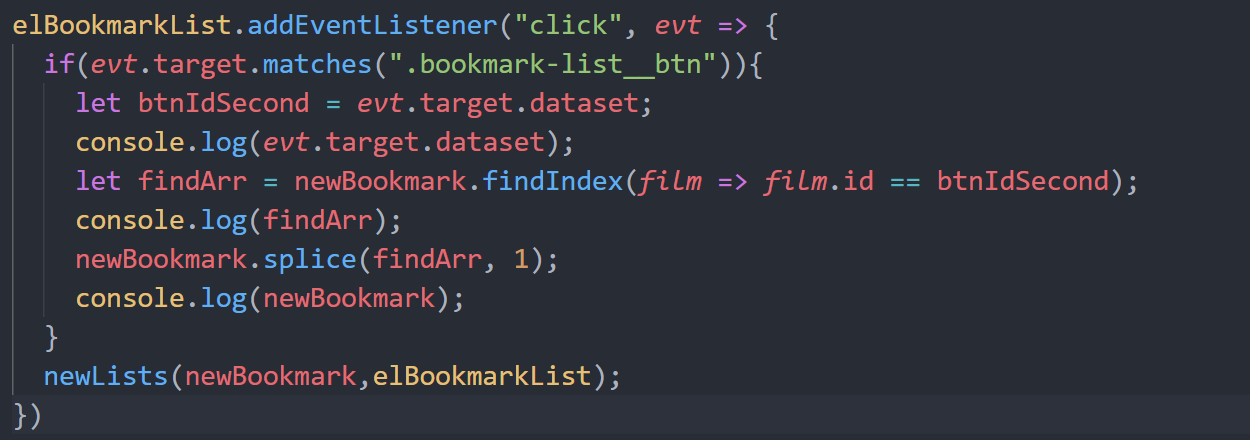 elBookmarkList.addEventListener("click", evt => {
  if(evt.target.matches(".bookmark-list__btn")){
    let btnIdSecond = evt.target.dataset;
    console.log(evt.target.dataset);
    let findArr = newBookmark.findIndex(film => film.id == btnIdSecond);
    console.log(findArr);
    newBookmark.splice(findArr, 1);
    console.log(newBookmark);
  }
  newLists(newBookmark,elBookmarkList);
})